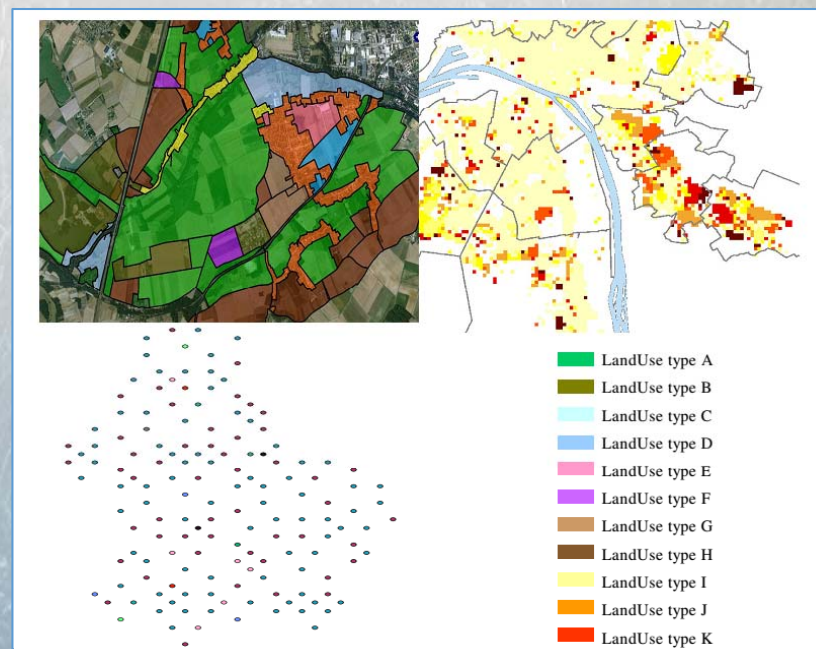 LandUse type A
LandUse type B
LandUse type C
LandUse type D
LandUse type E
LandUse type F
LandUse type G
LandUse type H
LandUse type I
LandUse type J
LandUse type K